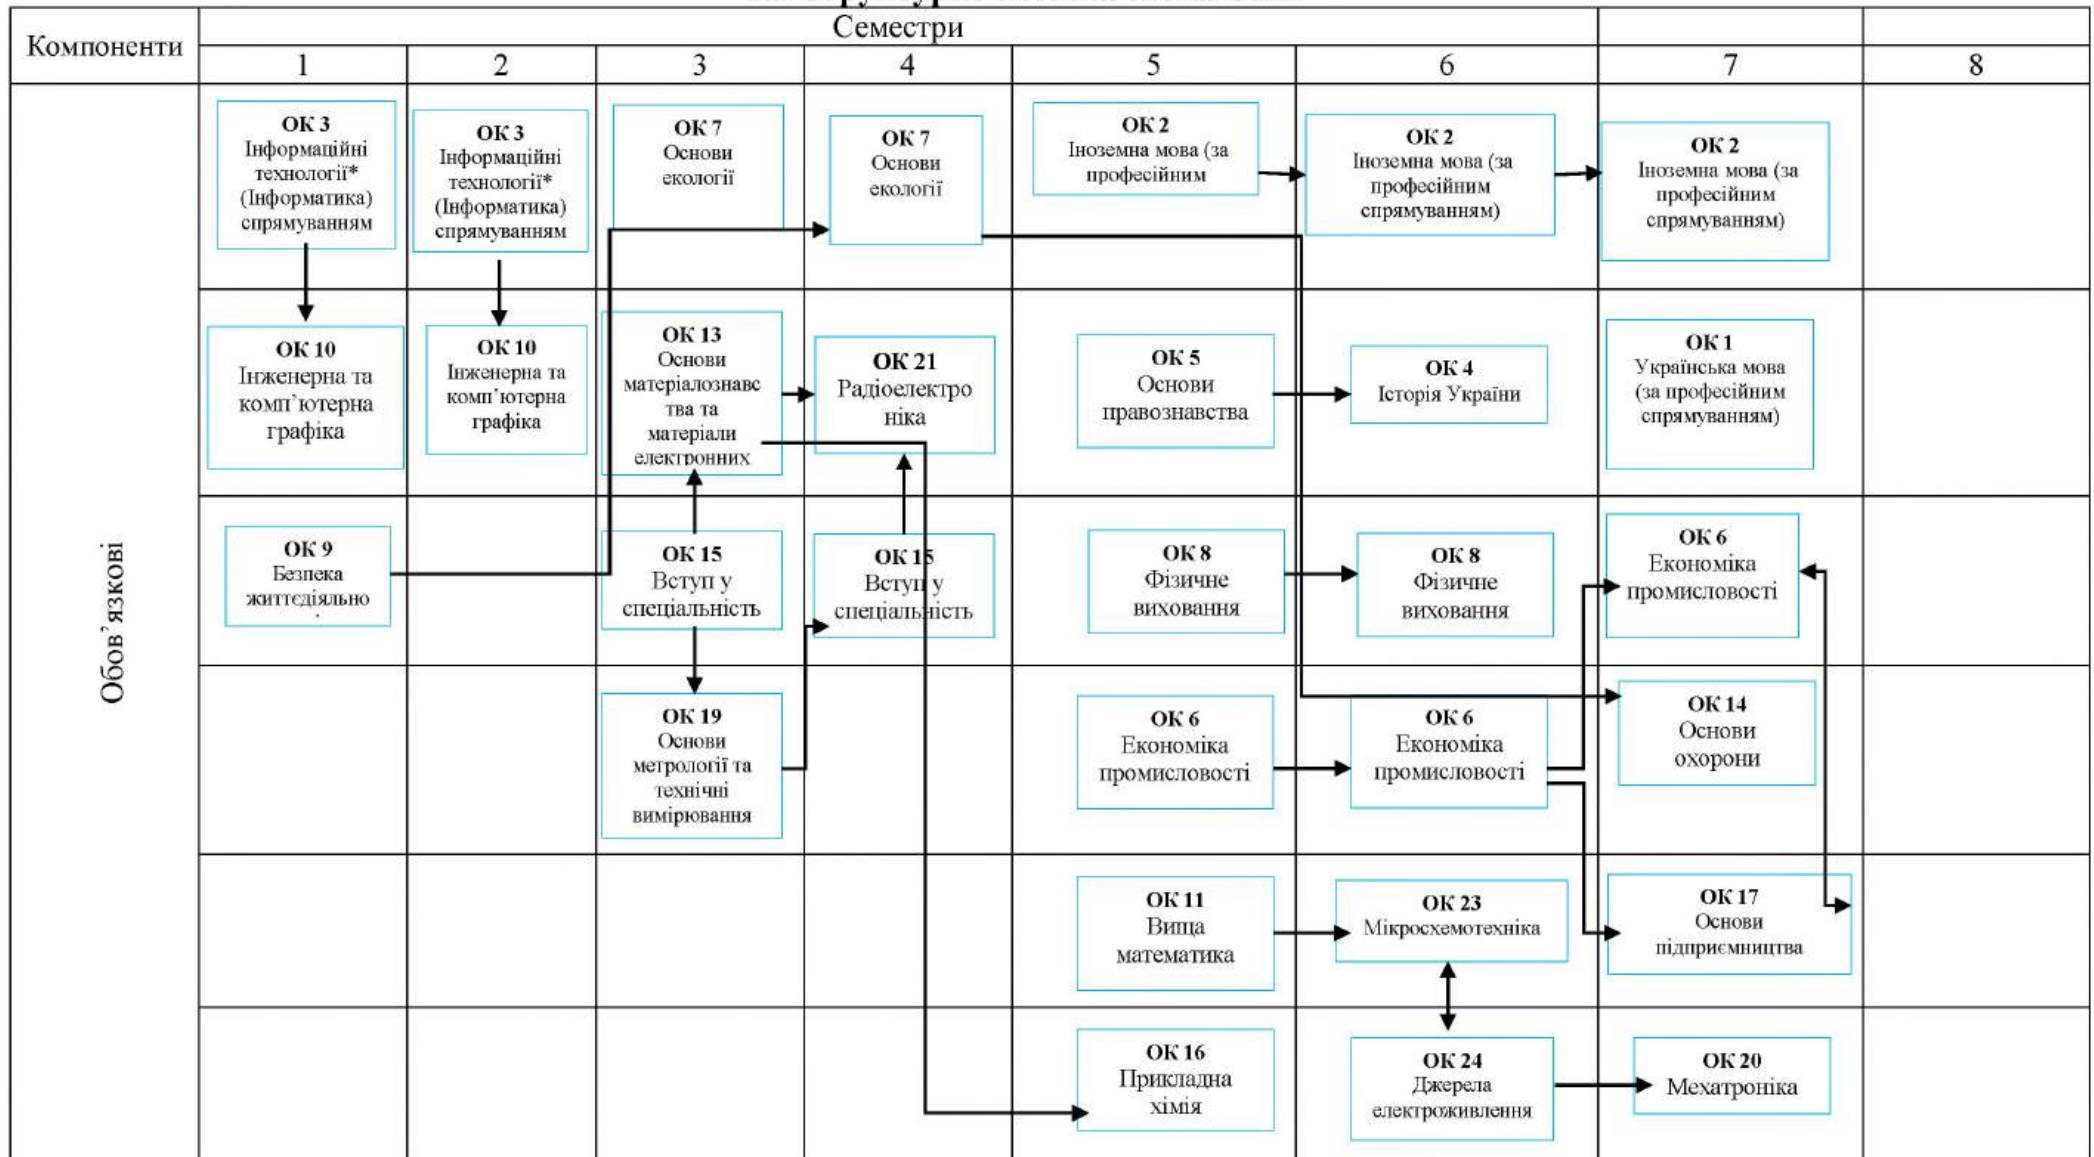 Компоненти
Семестри
1
2
3
4
5
6
7
8
Обов’язкові
ОК 3
Інформаційні
технології*
(Інформатика)
спрямуванням
ОК 3
Інформаційні
технології*
(Інформатика)
спрямуванням
ОК 7
Основи
екології
ОК 7
Основи
екології
ОК 2
Іноземна мова (за
професійним
ОК 2
Іноземна мова (за
професійним
спрямуванням)
ОК 2
Іноземна мова (за
професійним
спрямуванням)
ОК 10
Інженерна та
комп’ютерна
графіка
ОК 10
Інженерна та
комп’ютерна
графіка
ОК 13
Основи
матеріалознавс
тва та
матеріали
електронних
ОК 21
Радіоелектро
ніка
ОК 5
Основи
правознавства
ОК 4
Історія України
ОК 1
Українська мова
(за професійним
спрямуванням)
ОК 9
Безпека
життєдіяльно
ОК 15
Вступ у
спеціальність
ОК 15
Вступ у
спеціальність
ОК 8
Фізичне
виховання
ОК 8
Фізичне
виховання
ОК 6
Економіка
промисловості
ОК 19
Основи
метрології та
технічні
вимірювання
ОК 6
Економіка
промисловості
ОК 6
Економіка
промисловості
ОК 14
Основи
охорони
ОК 11
Вища
математика
ОК 23
Мікросхемотехніка
ОК 17
Основи
підприємництва
ОК 16
Прикладна
хімія
ОК 24
Джерела
електроживлення
ОК 20
Мехатроніка